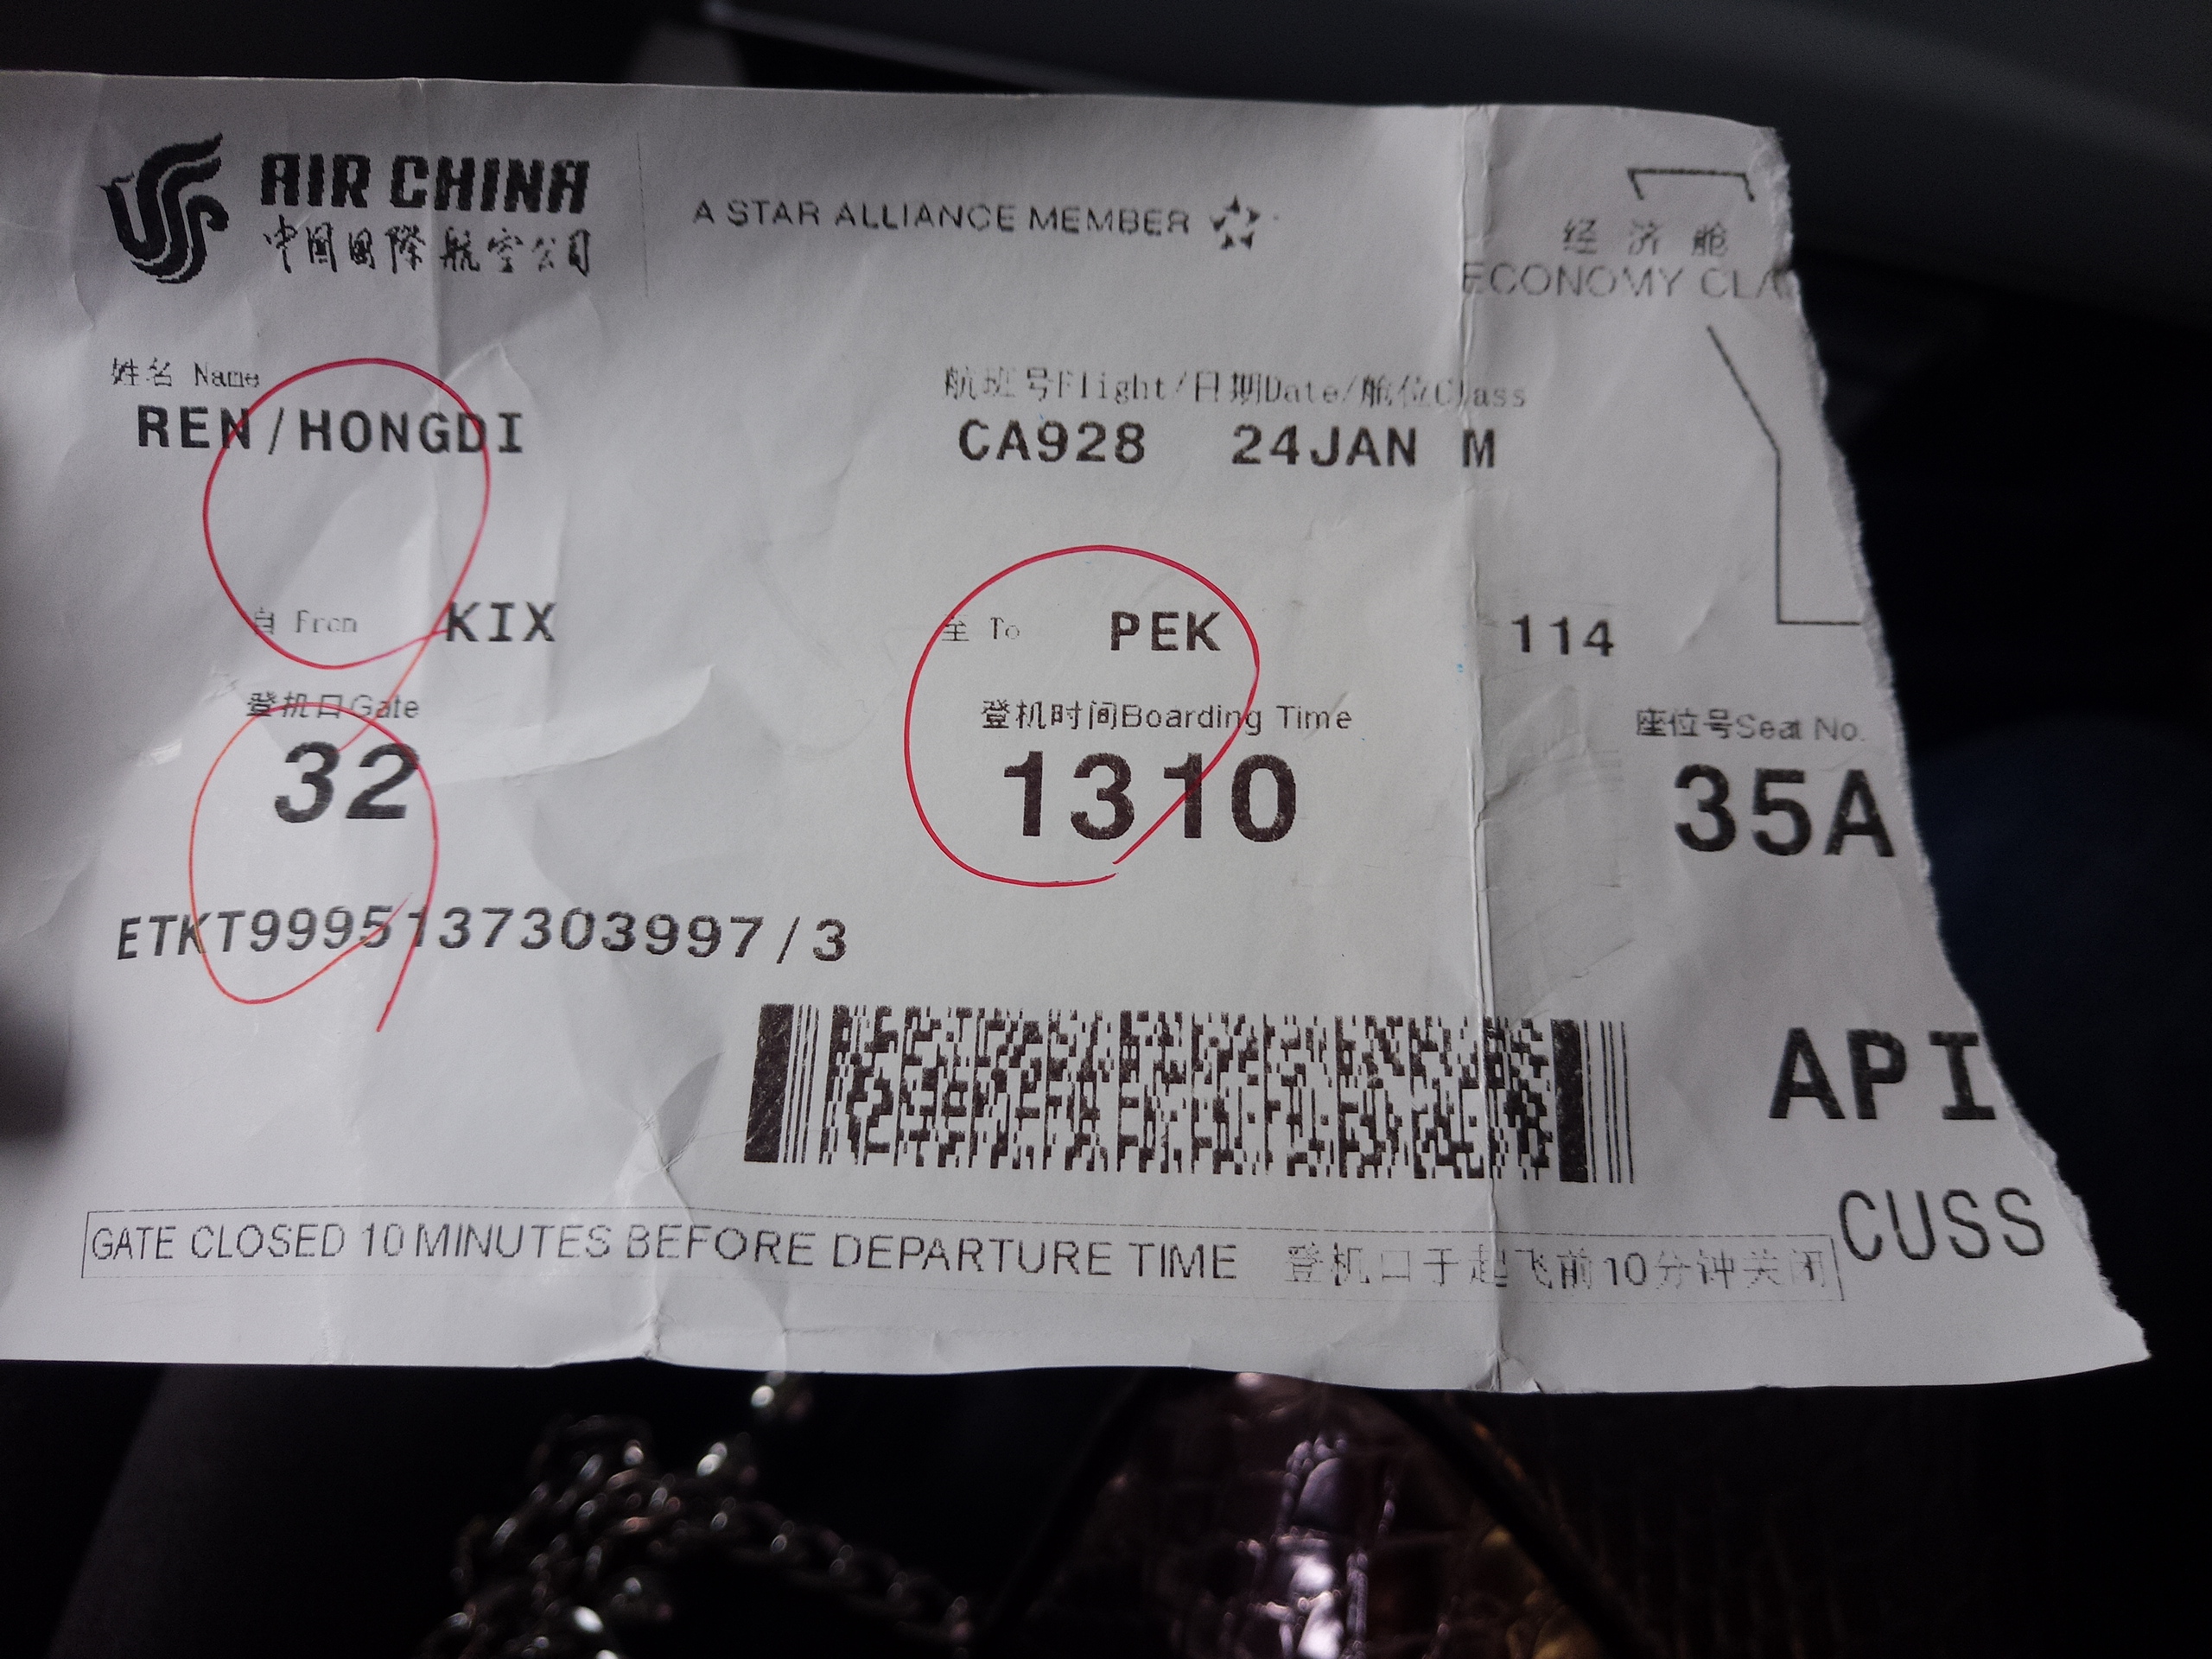 AIR CHINA
中国国際航空公司
A STAR ALLIANCE MEMBER
经济舱
ECONOMY CLA
姓名 Name
REN/HONGDI
航班号Flight/日期Date/舱位Class
CA928 24JAN M
自 From KIX
至 To PEK
114
登机口Gate
32
登机时间Boarding Time
1310
座位号Seat No.
35A
ETKT9995137303997/3
API
CUSS
GATE CLOSED 10 MINUTES BEFORE DEPARTURE TIME 登机口于起飞前10分钟关闭